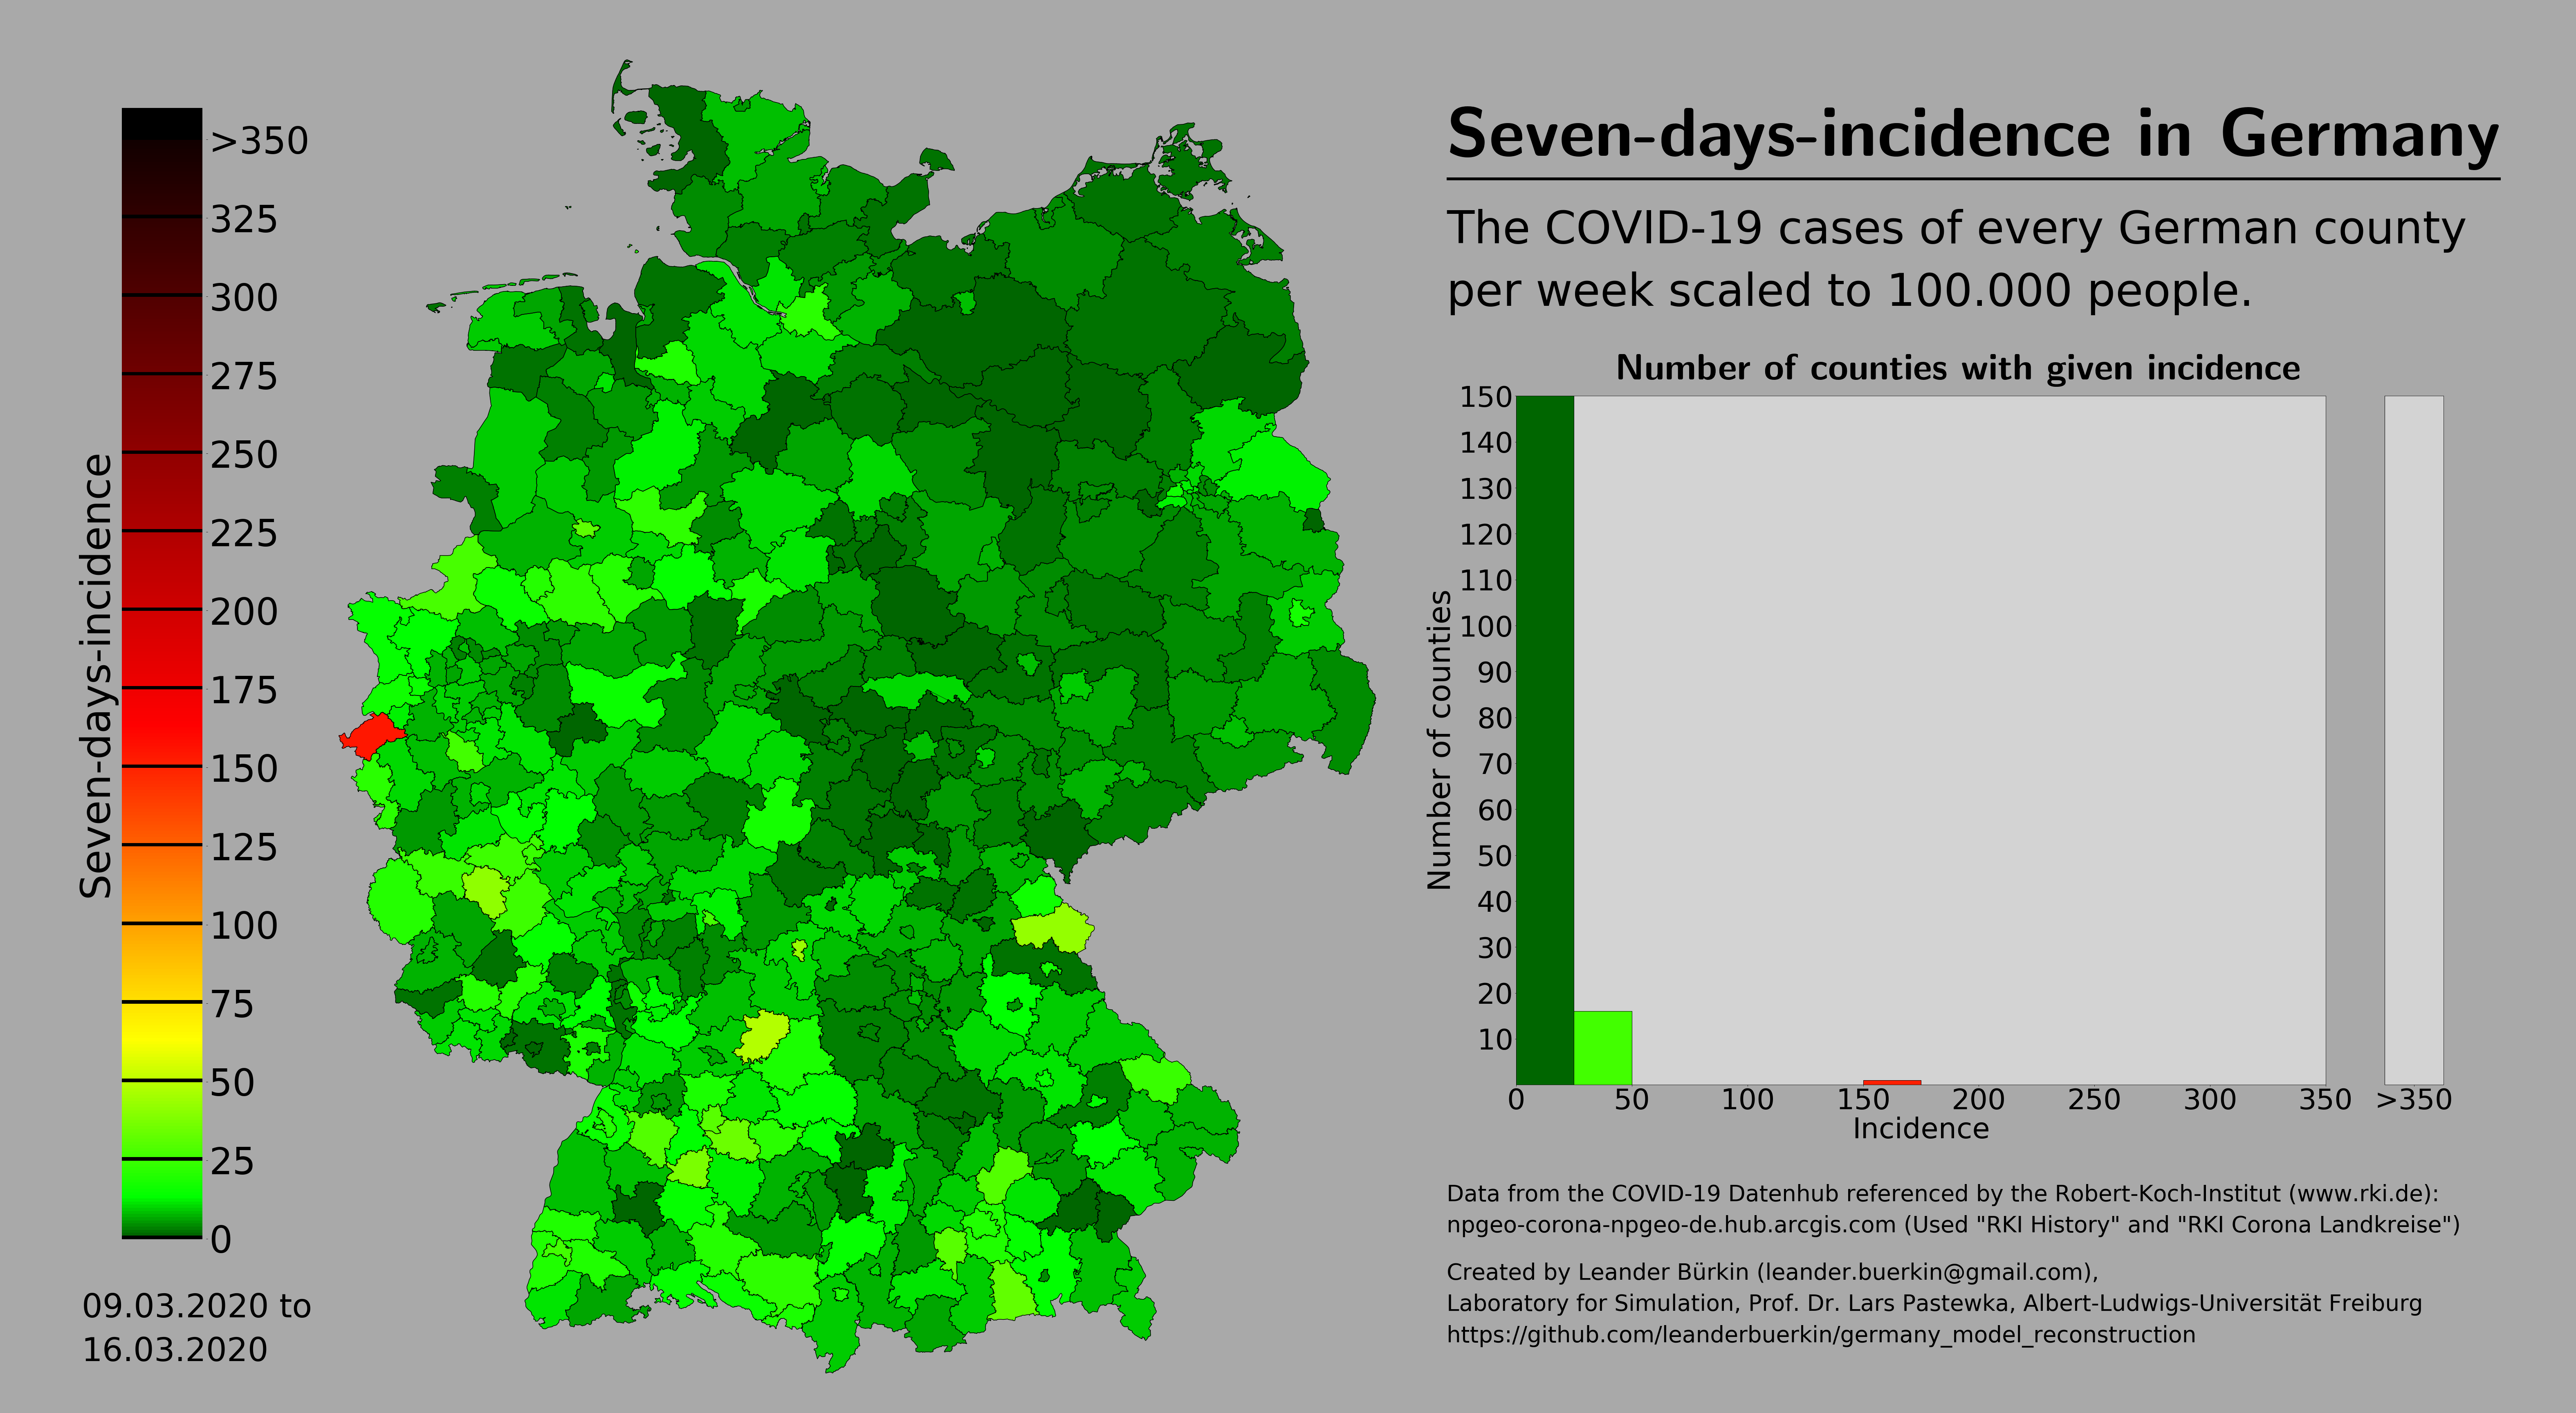 Seven-days-incidence in Germany
The COVID-19 cases of every German county
per week scaled to 100.000 people.
Seven-days-incidence
>350
325
300
275
250
225
200
175
150
125
100
75
50
25
0
09.03.2020 to
16.03.2020
Number of counties with given incidence
Number of counties
150
140
130
120
110
100
90
80
70
60
50
40
30
20
10
0 50 100 150 200 250 300 350 >350
Incidence
Data from the COVID-19 Datenhub referenced by the Robert-Koch-Institut (www.rki.de):
npgeo-corona-npgeo-de.hub.arcgis.com (Used "RKI History" and "RKI Corona Landkreise")
Created by Leander Bürkin (leander.buerkin@gmail.com),
Laboratory for Simulation, Prof. Dr. Lars Pastewka, Albert-Ludwigs-Universität Freiburg
https://github.com/leanderbuerkin/germany_model_reconstruction